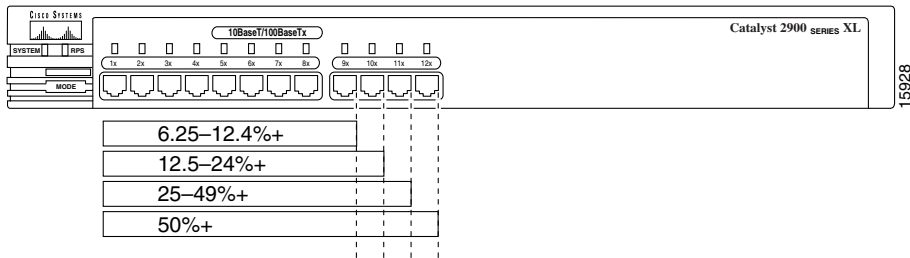 CISCO SYSTEMS
SYSTEM RPS
MODE
10BaseT/100BaseTx
1x 2x 3x 4x 5x 6x 7x 8x 9x 10x 11x 12x
Catalyst 2900 SERIES XL
15928
6.25–12.4%+
12.5–24%+
25–49%+
50%+